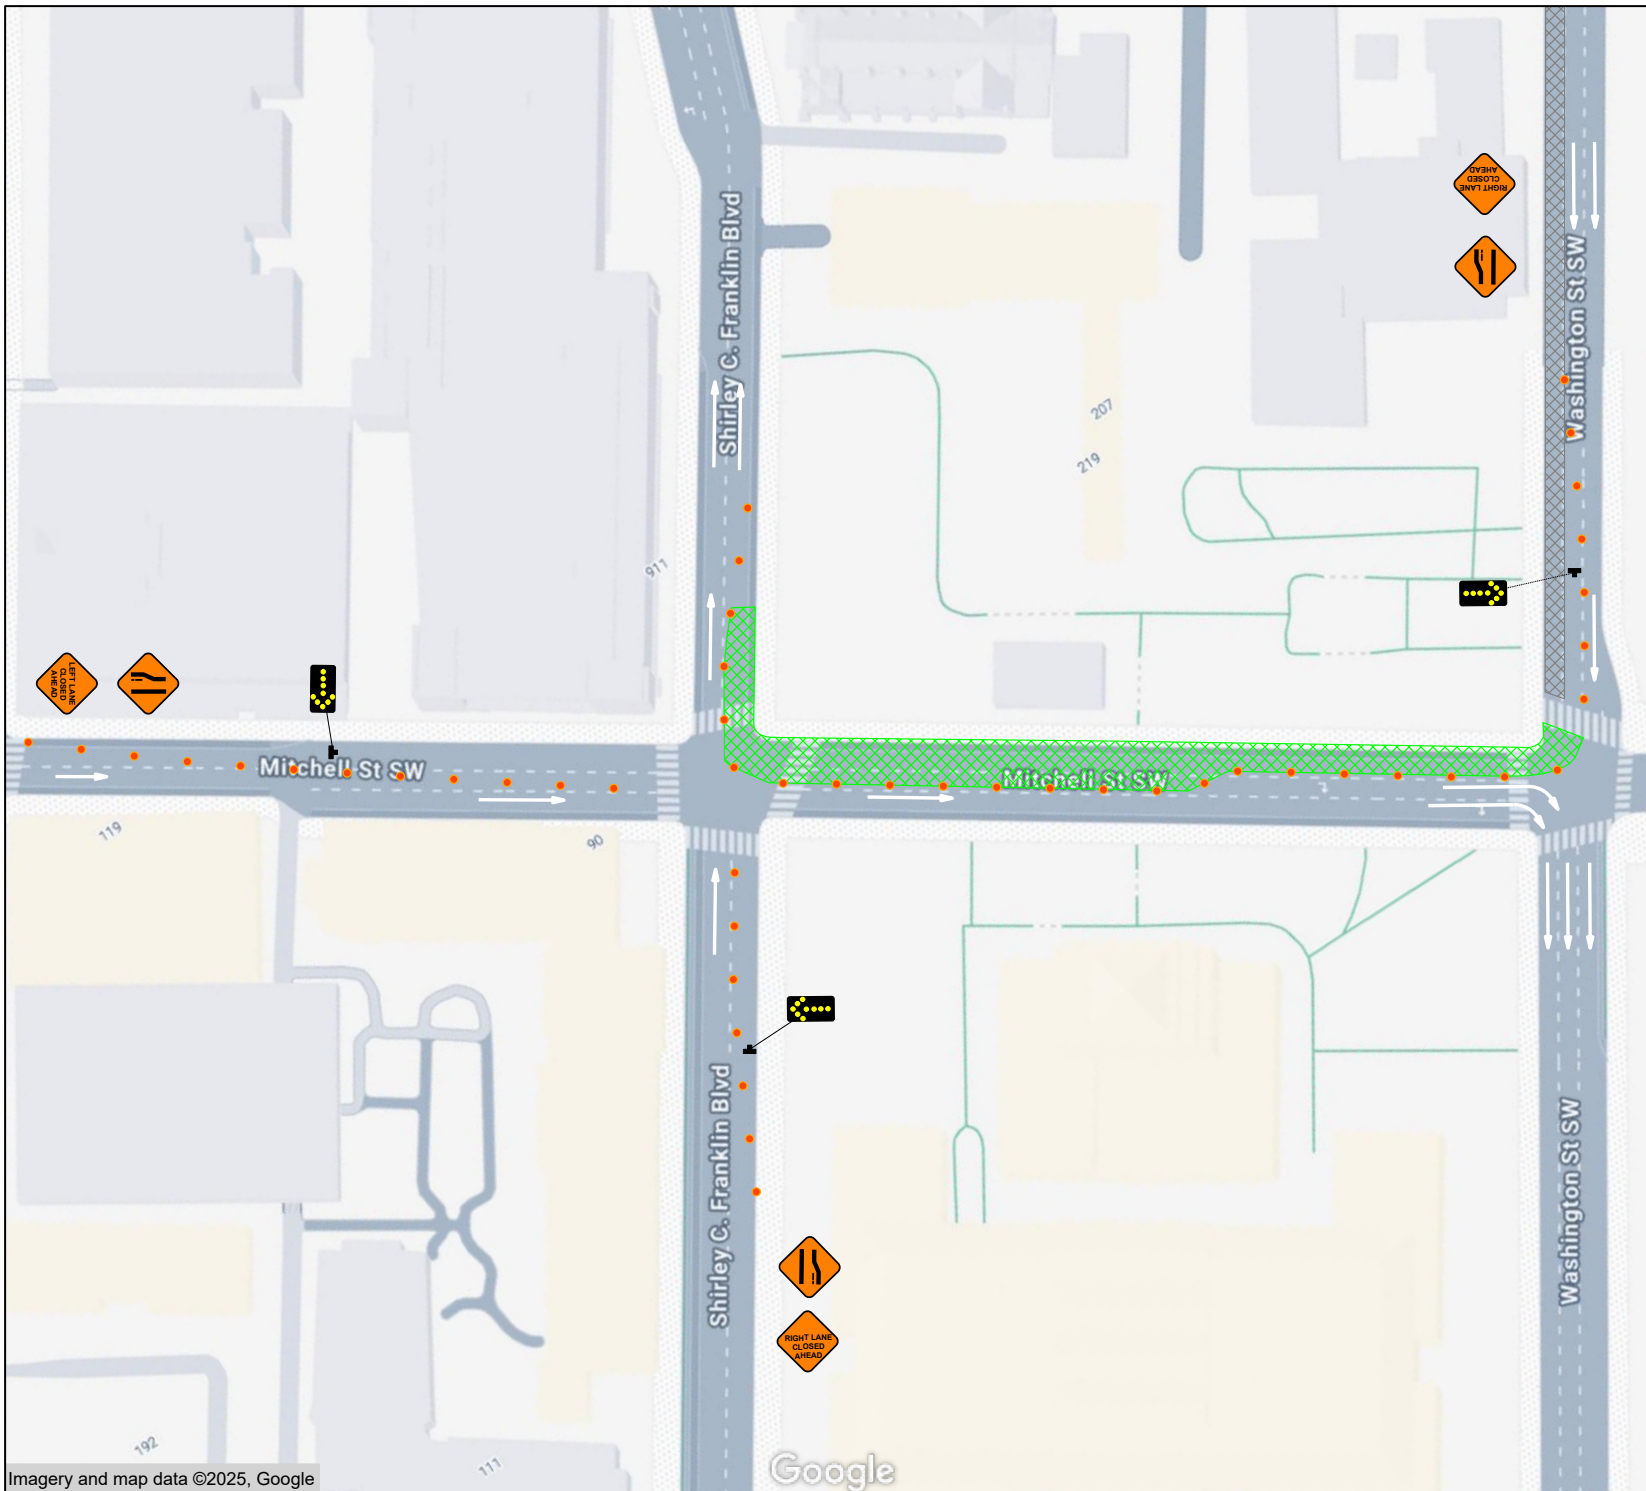 RIGHT LANE
CLOSED
AHEAD
Washington St SW
Shirley C. Franklin Blvd
207
219
911
LEFT LANE
CLOSED
AHEAD
Mitchell St SW
Mitchell St SW
119
90
Shirley C. Franklin Blvd
Washington St SW
RIGHT LANE
CLOSED
AHEAD
192
111
Google
Imagery and map data ©2025, Google